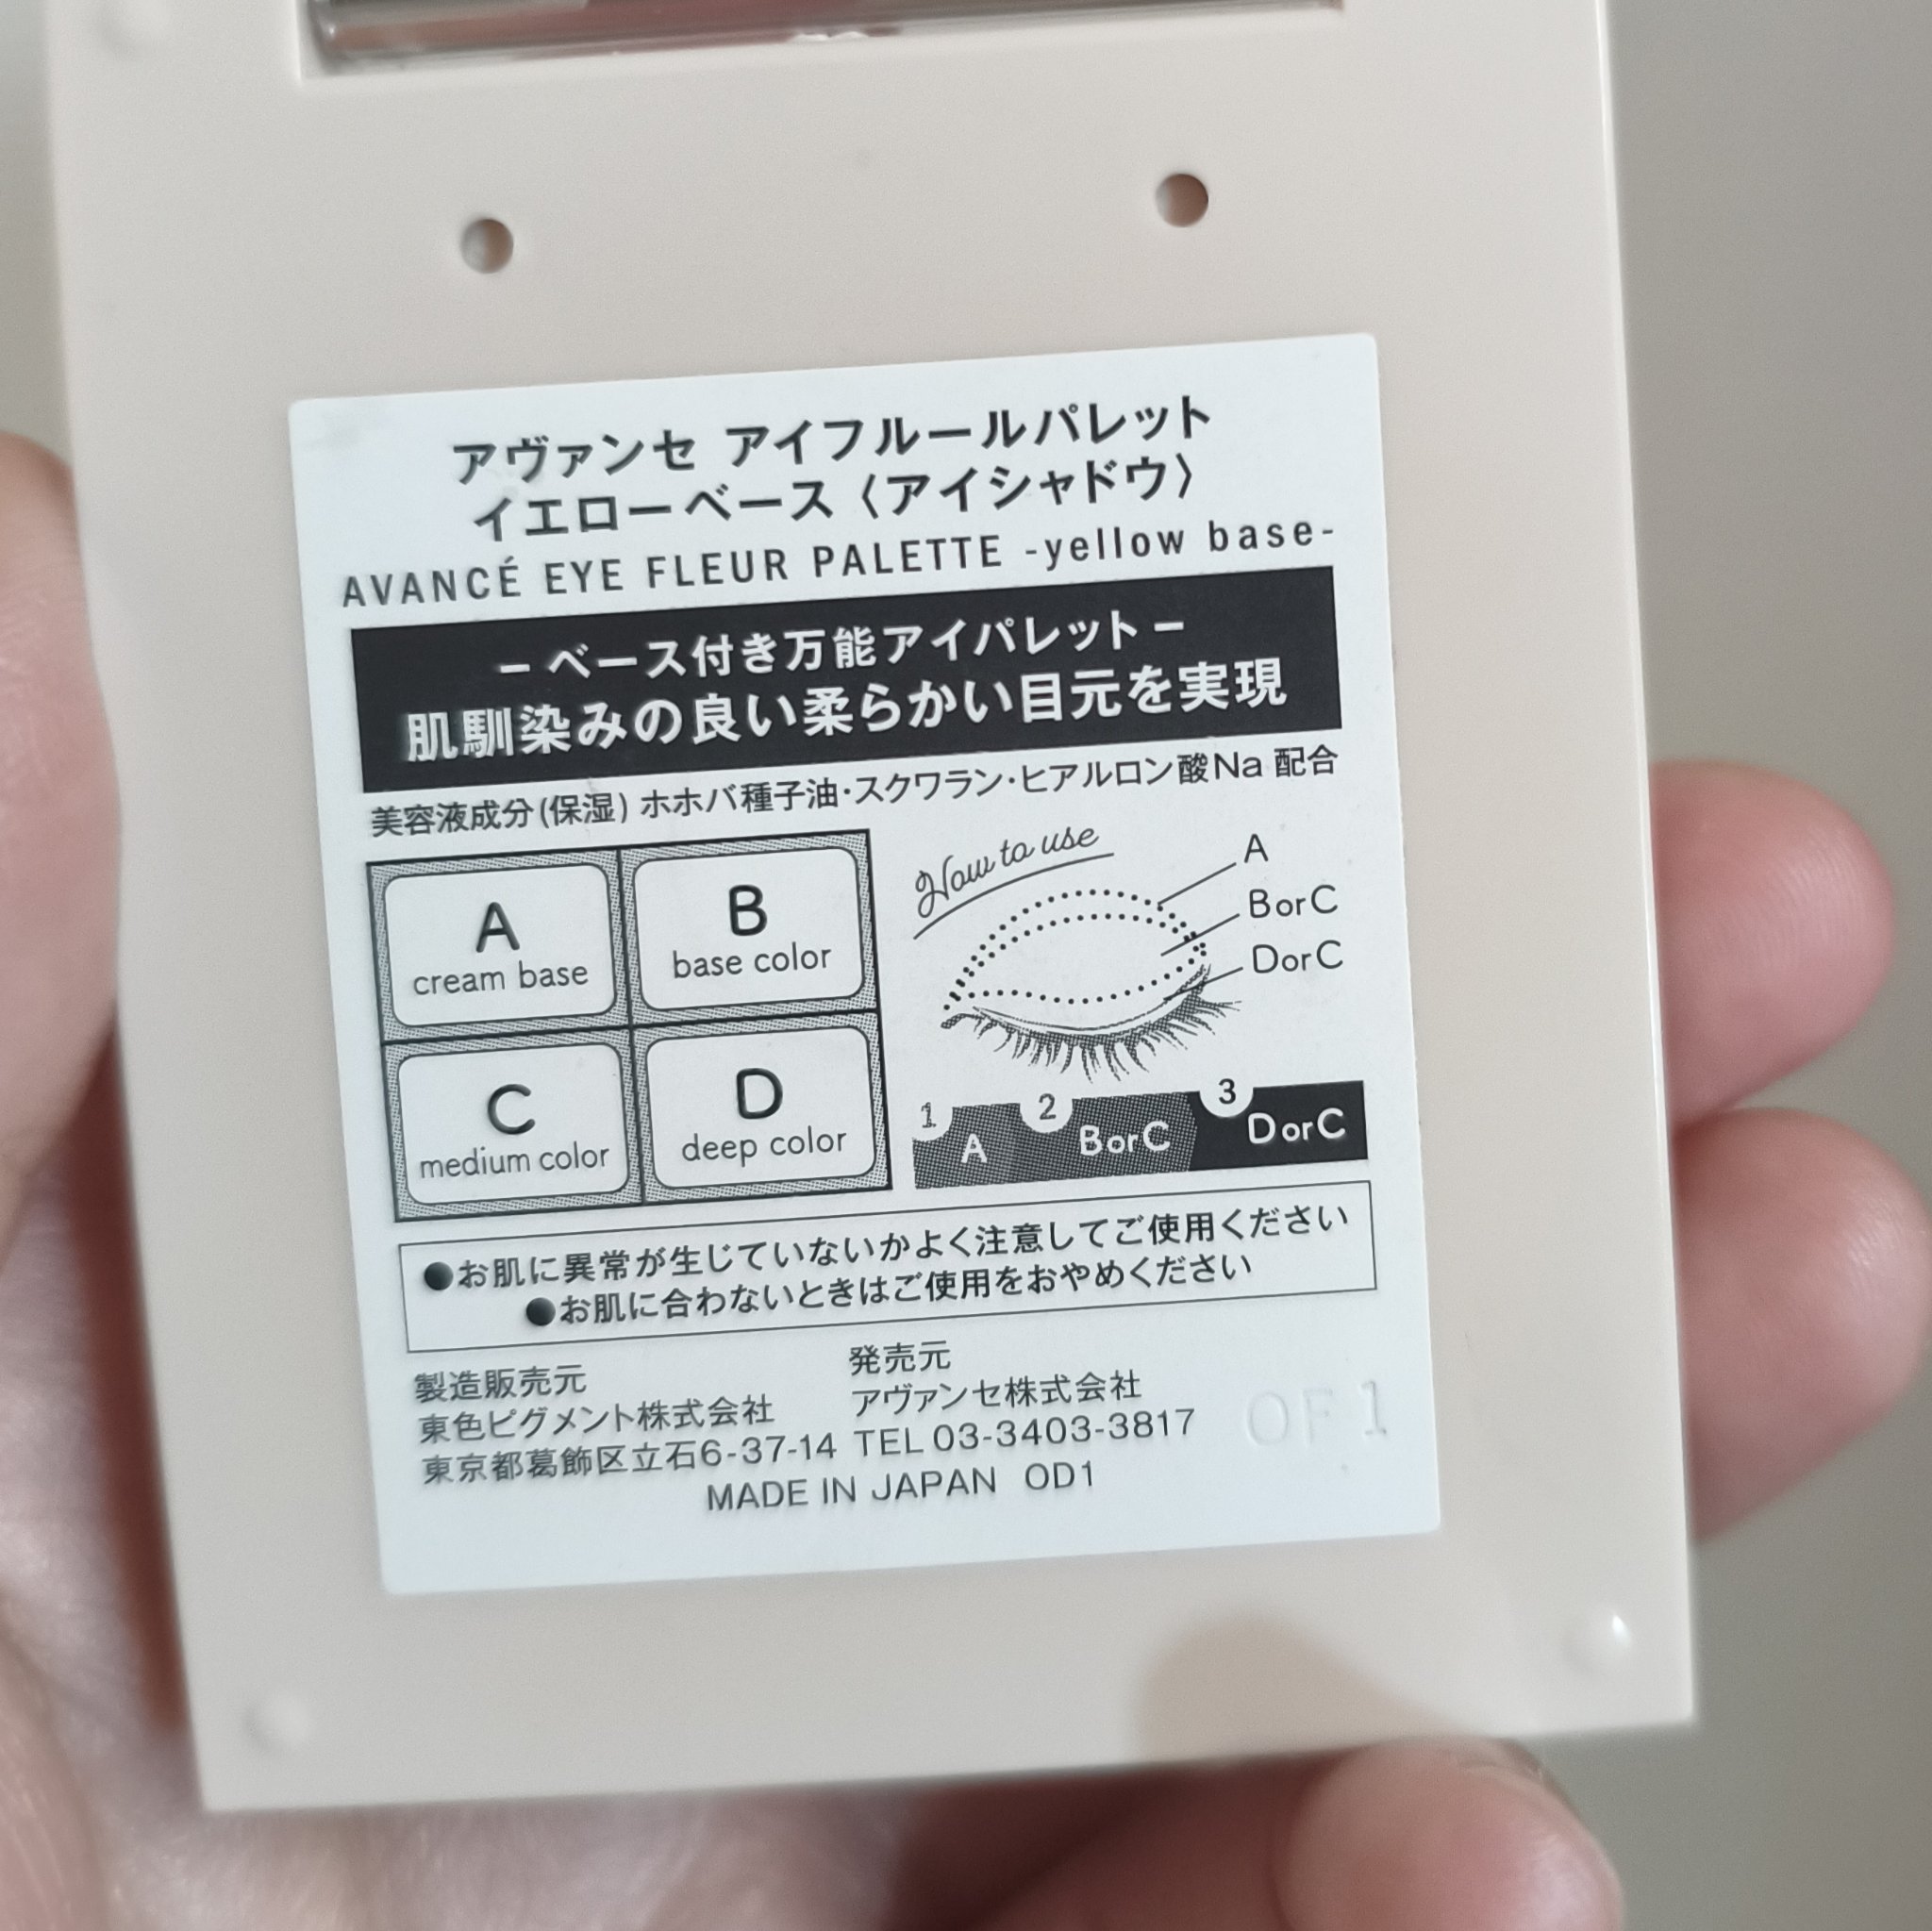 アヴァンセ アイフルールパレット
イエローベース〈アイシャドウ〉
AVANCÉ EYE FLEUR PALETTE -yellow base-
－ベース付き万能アイパレット－
肌馴染みの良い柔らかい目元を実現
美容液成分(保湿) ホホバ種子油・スクワラン・ヒアルロン酸Na 配合
A
cream base
B
base color
C
medium color
D
deep color
How to use
A
BorC
DorC
1 A 2 BorC 3 DorC
●お肌に異常が生じていないかよく注意してご使用ください
●お肌に合わないときはご使用をおやめください
製造販売元
東色ピグメント株式会社
東京都葛飾区立石6-37-14
発売元
アヴァンセ株式会社
TEL 03-3403-3817
MADE IN JAPAN OD1
OF1